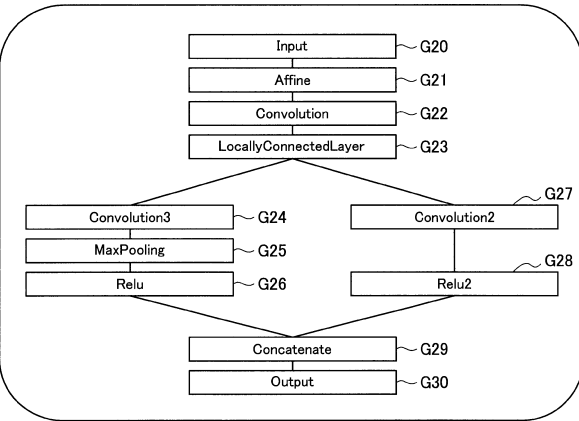 Input G20
Affine G21
Convolution G22
LocallyConnectedLayer G23
Convolution3 G24
MaxPooling G25
Relu G26
Convolution2 G27
Relu2 G28
Concatenate G29
Output G30